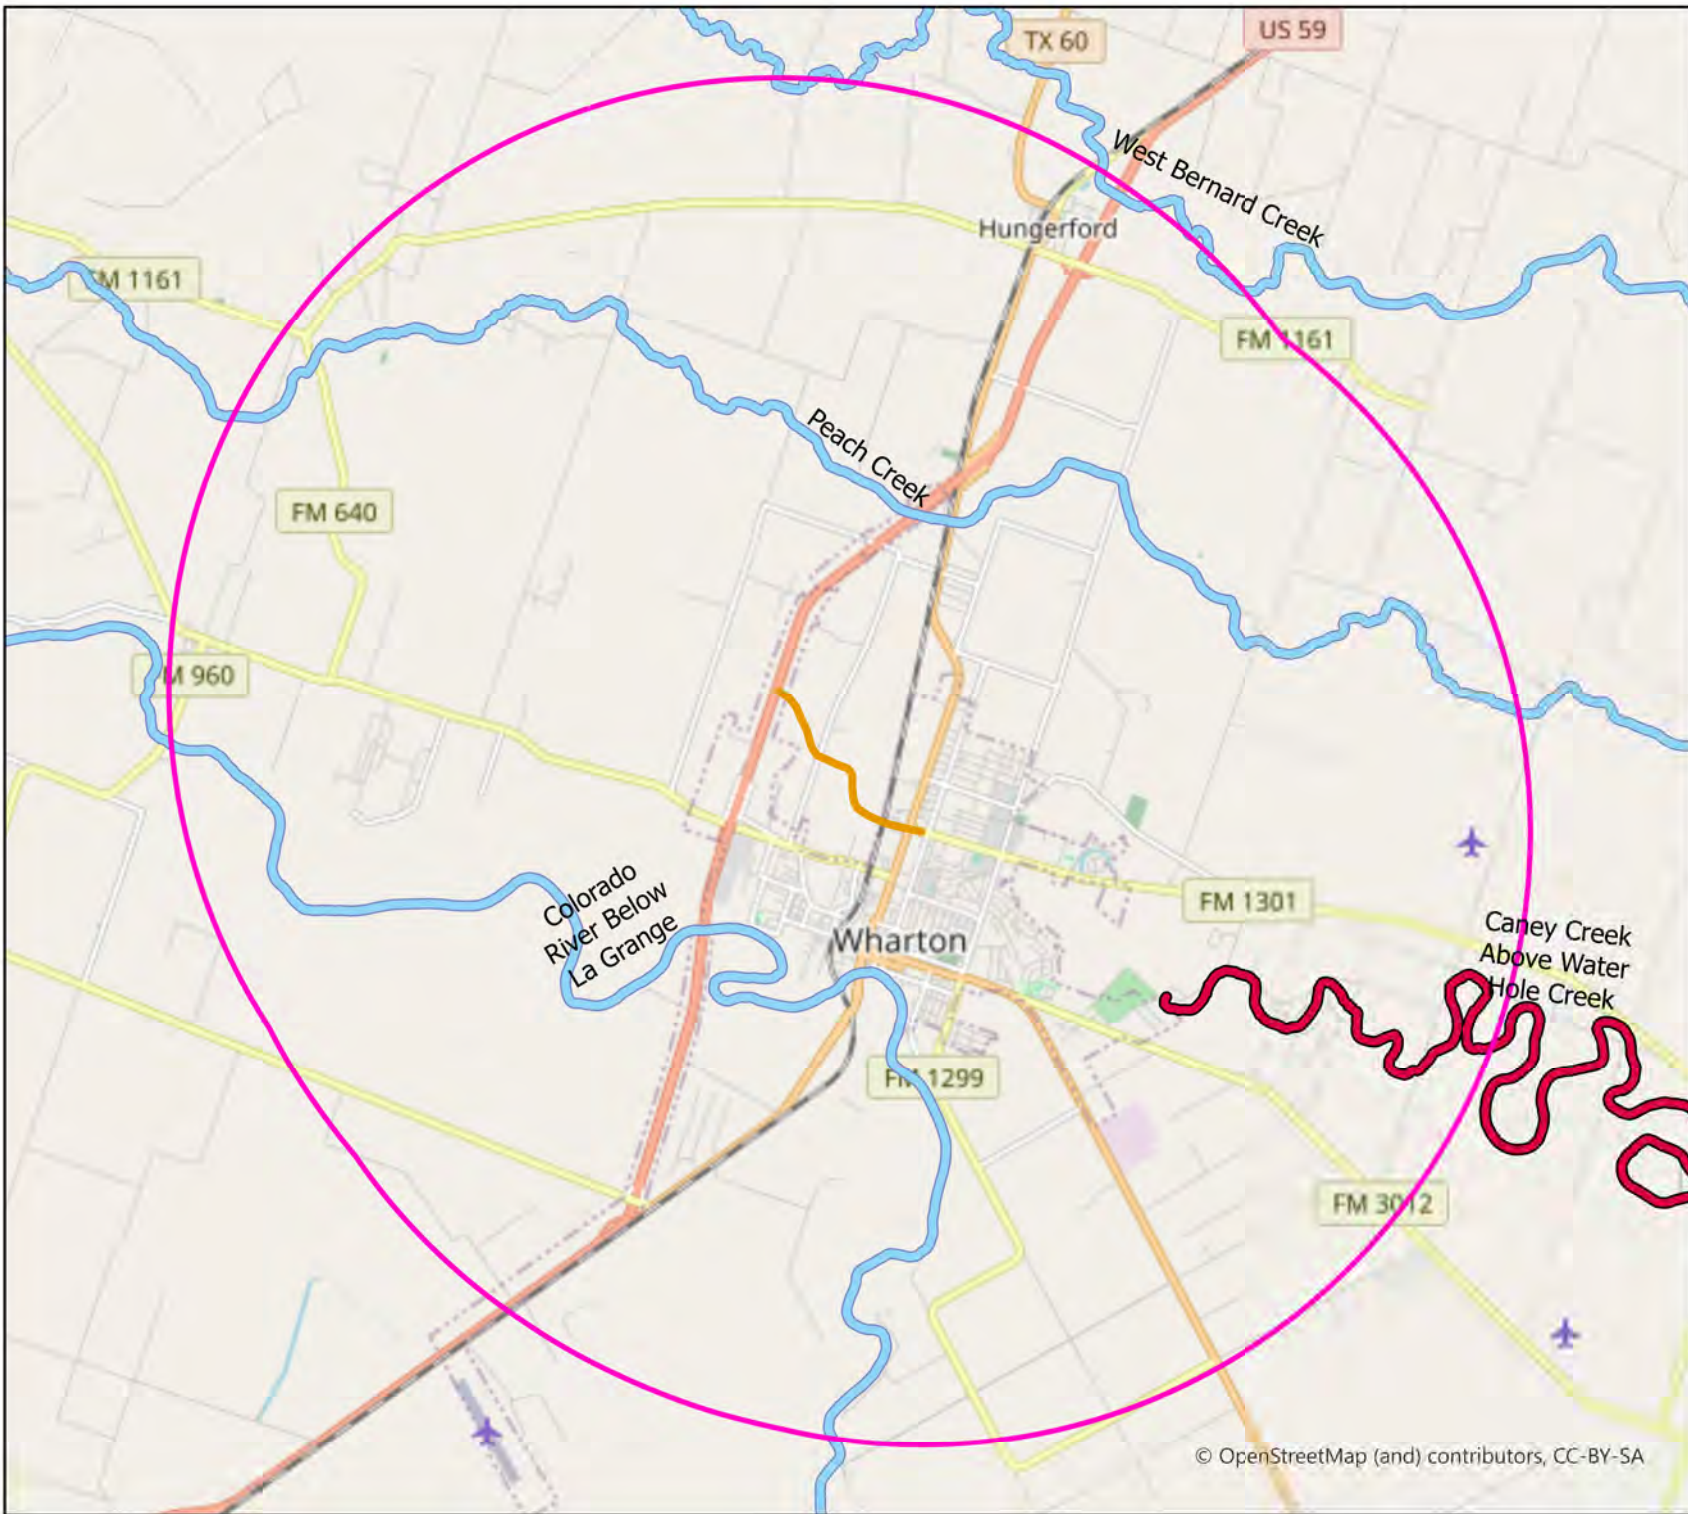 TX 60
US 59
West Bernard Creek
Hungerford
FM 1161
FM 1161
Peach Creek
FM 640
FM 960
Colorado
River Below
La Grange
FM 1301
Caney Creek
Above Water
Hole Creek
Wharton
FM 1299
FM 3012
© OpenStreetMap (and) contributors, CC-BY-SA